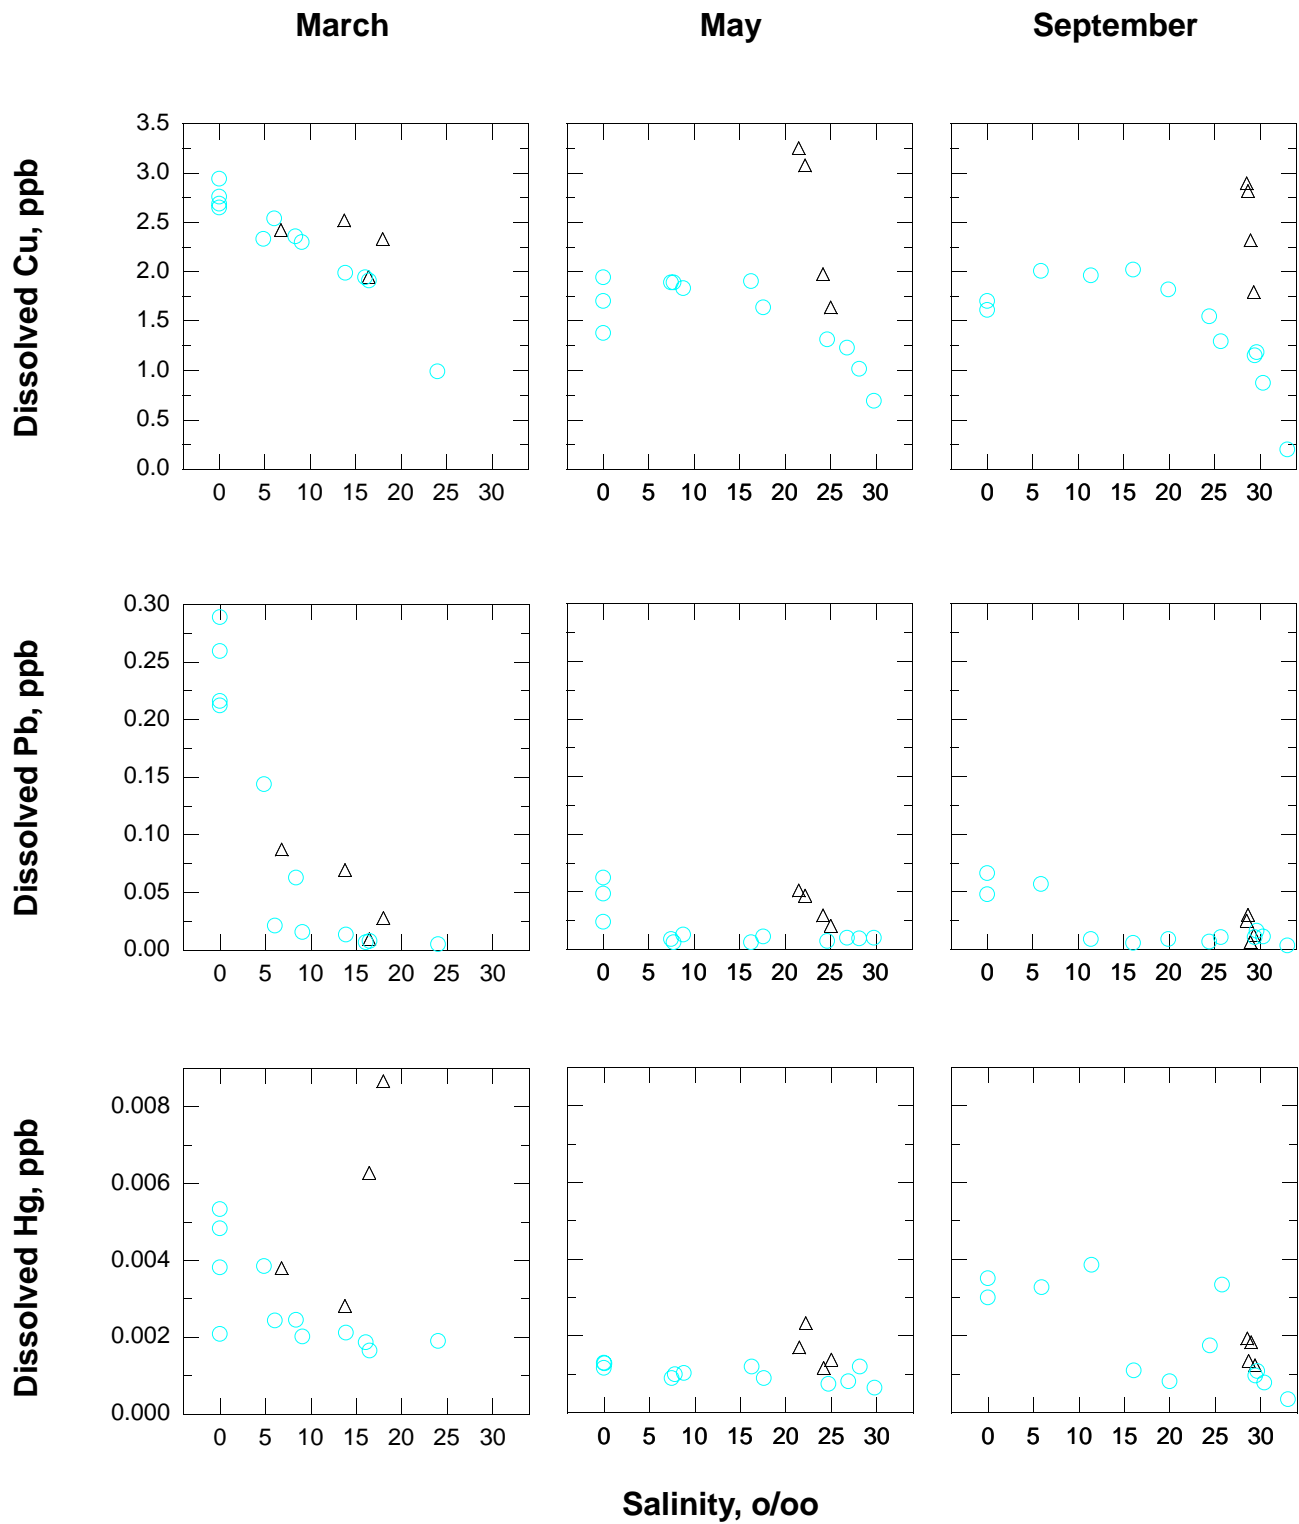 March May September
Dissolved Cu, ppb
3.5
3.0
2.5
2.0
1.5
1.0
0.5
0.0
0 5 10 15 20 25 30
0 5 10 15 20 25 30
0 5 10 15 20 25 30
Dissolved Pb, ppb
0.30
0.25
0.20
0.15
0.10
0.05
0.00
0 5 10 15 20 25 30
0 5 10 15 20 25 30
0 5 10 15 20 25 30
Dissolved Hg, ppb
0.008
0.006
0.004
0.002
0.000
0 5 10 15 20 25 30
0 5 10 15 20 25 30
0 5 10 15 20 25 30
Salinity, o/oo